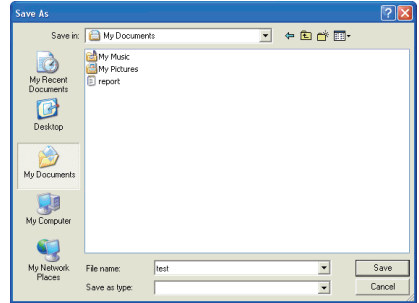 Save As
Save in: My Documents
My Music
My Pictures
report
My Recent
Documents
Desktop
My Documents
My Computer
My Network
Places
File name: test Save
Save as type: Cancel